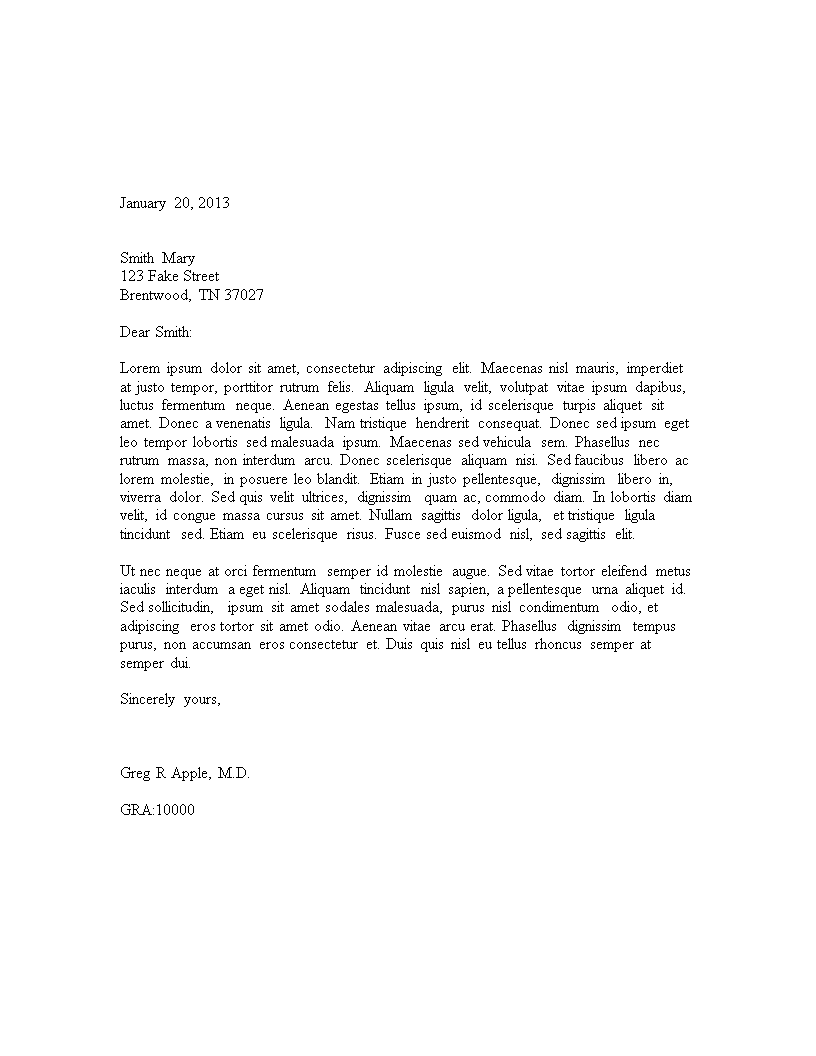 January 20, 2013
Smith Mary
123 Fake Street
Brentwood, TN 37027
Dear Smith:
Lorem ipsum dolor sit amet, consectetur adipiscing elit. Maecenas nisl mauris, imperdiet
at justo tempor, porttitor rutrum felis. Aliquam ligula velit, volutpat vitae ipsum dapibus,
luctus fermentum neque. Aenean egestas tellus ipsum, id scelerisque turpis aliquet sit
amet. Donec a venenatis ligula. Nam tristique hendrerit consequat. Donec sed ipsum eget
leo tempor lobortis sed malesuada ipsum. Maecenas sed vehicula sem. Phasellus nec
rutrum massa, non interdum arcu. Donec scelerisque aliquam nisi. Sed faucibus libero ac
lorem molestie, in posuere leo blandit. Etiam in justo pellentesque, dignissim libero in,
viverra dolor. Sed quis velit ultrices, dignissim quam ac, commodo diam. In lobortis diam
velit, id congue massa cursus sit amet. Nullam sagittis dolor ligula, et tristique ligula
tincidunt sed. Etiam eu scelerisque risus. Fusce sed euismod nisl, sed sagittis elit.
Ut nec neque at orci fermentum semper id molestie augue. Sed vitae tortor eleifend metus
iaculis interdum a eget nisl. Aliquam tincidunt nisl sapien, a pellentesque urna aliquet id.
Sed sollicitudin, ipsum sit amet sodales malesuada, purus nisl condimentum odio, et
adipiscing eros tortor sit amet odio. Aenean vitae arcu erat. Phasellus dignissim tempus
purus, non accumsan eros consectetur et. Duis quis nisl eu tellus rhoncus semper at
semper dui.
Sincerely yours,
Greg R Apple, M.D.
GRA:10000